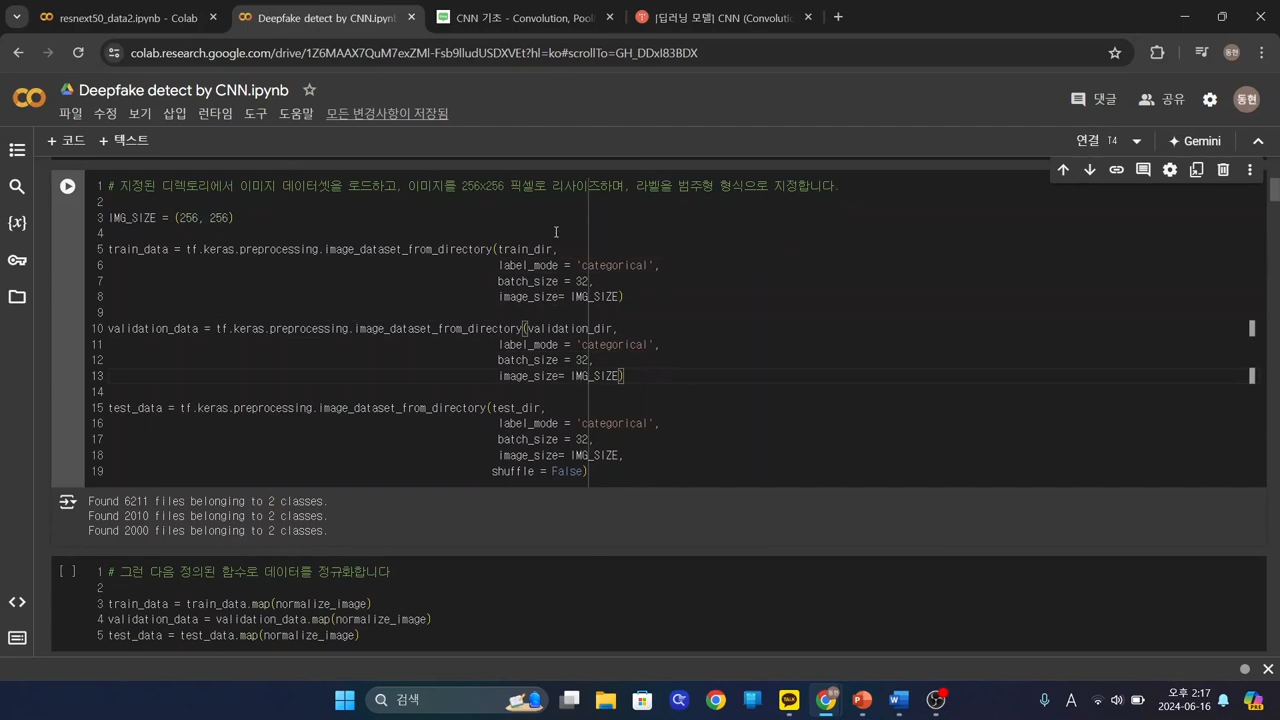 resnext50_data2.ipynb - Colab
Deepfake detect by CNN.ipynb
CNN 기초 - Convolution, Pool
[딥러닝 모델] CNN (Convolutio
colab.research.google.com/drive/1Z6MAAX7QuM7exZMl-Fsb9lludUSDXVEt?hl=ko#scrollTo=GH_DDxI83BDX
동현
Deepfake detect by CNN.ipynb
댓글
공유
동현
파일 수정 보기 삽입 런타임 도구 도움말 모든 변경사항이 저장됨
+ 코드 + 텍스트
연결 T4
Gemini
1 # 지정된 디렉토리에서 이미지 데이터셋을 로드하고, 이미지를 256x256 픽셀로 리사이즈하며, 라벨을 범주형 형식으로 지정합니다.
2
3 IMG_SIZE = (256, 256)
4
5 train_data = tf.keras.preprocessing.image_dataset_from_directory(train_dir,
6 label_mode = 'categorical',
7 batch_size = 32,
8 image_size= IMG_SIZE)
9
10 validation_data = tf.keras.preprocessing.image_dataset_from_directory(validation_dir,
11 label_mode = 'categorical',
12 batch_size = 32,
13 image_size= IMG_SIZE)
14
15 test_data = tf.keras.preprocessing.image_dataset_from_directory(test_dir,
16 label_mode = 'categorical',
17 batch_size = 32,
18 image_size= IMG_SIZE,
19 shuffle = False)
Found 6211 files belonging to 2 classes.
Found 2010 files belonging to 2 classes.
Found 2000 files belonging to 2 classes.
[ ] 1 # 그런 다음 정의된 함수로 데이터를 정규화합니다
2
3 train_data = train_data.map(normalize_image)
4 validation_data = validation_data.map(normalize_image)
5 test_data = test_data.map(normalize_image)
검색
A
오후 2:17
2024-06-16